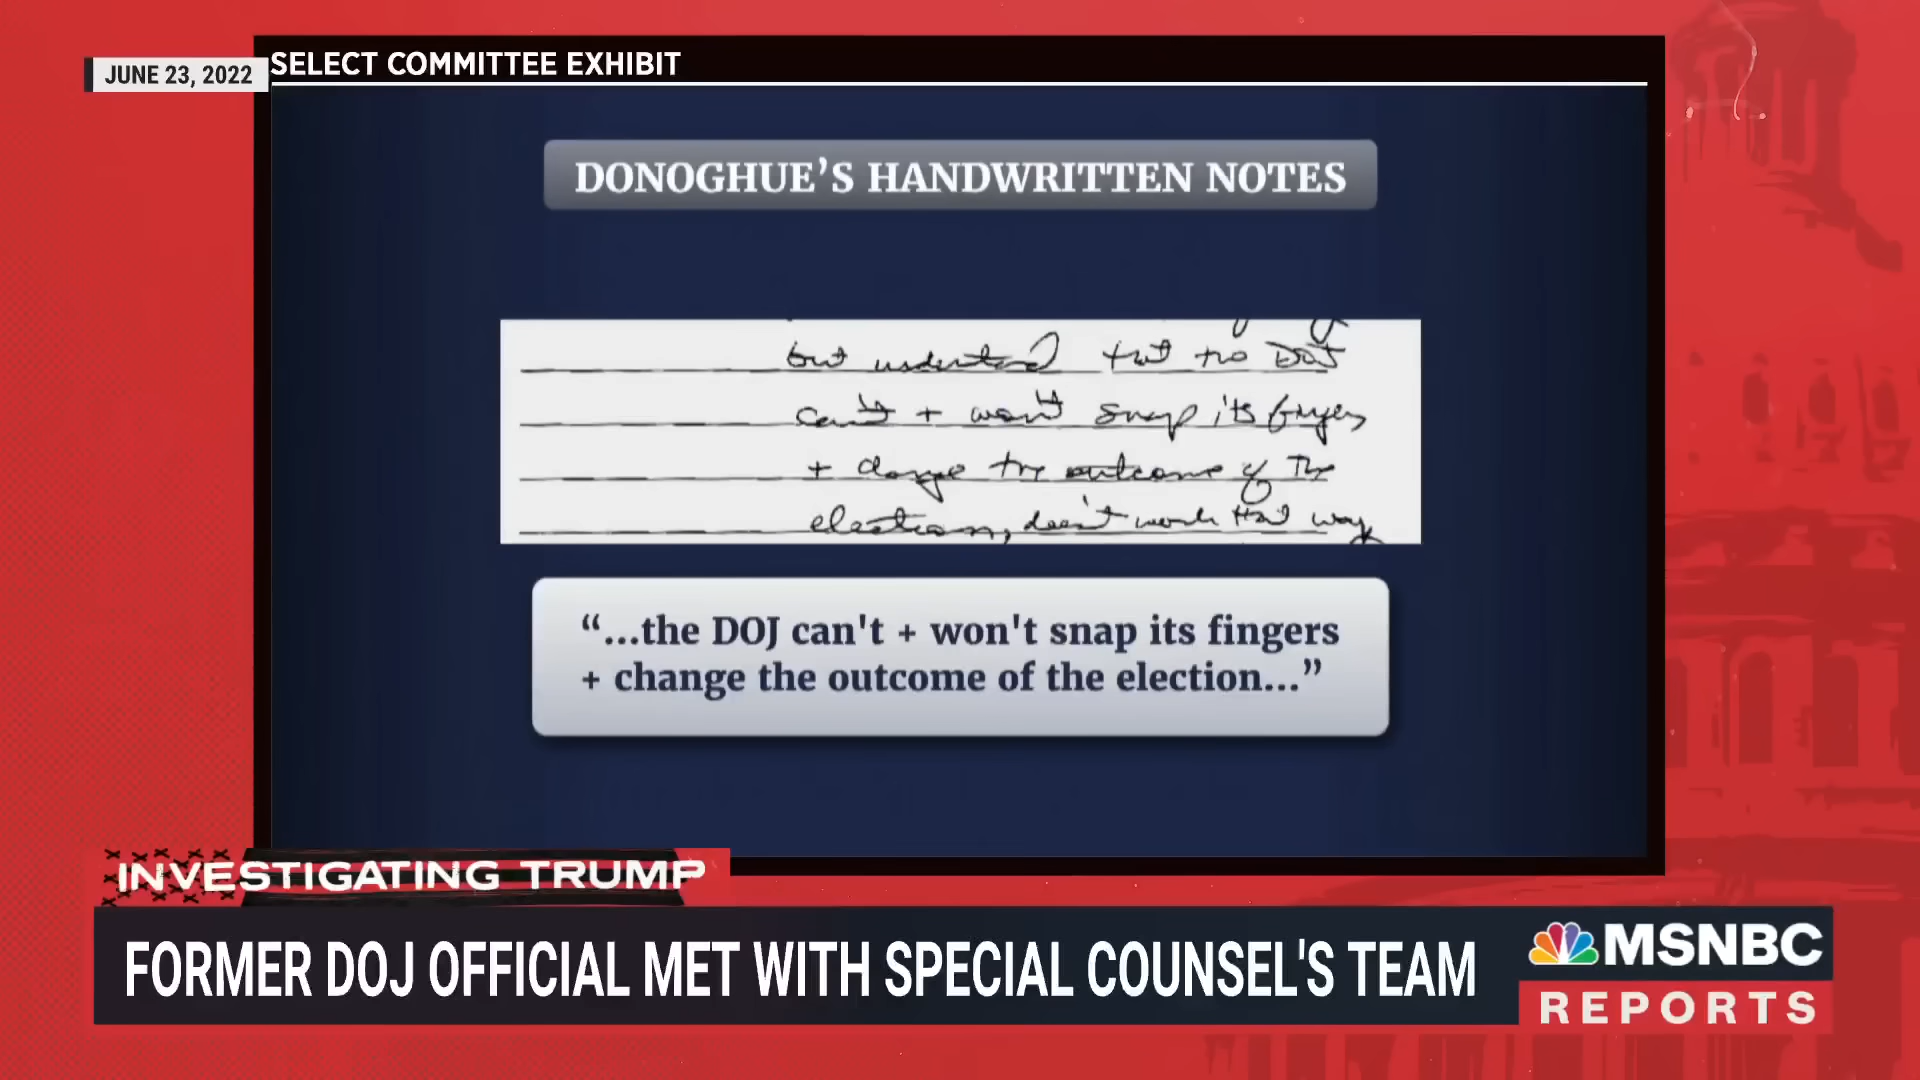 SELECT COMMITTEE EXHIBIT
JUNE 23, 2022
DONOGHUE’S HANDWRITTEN NOTES
but understand that the DOJ
can't + won't snap its fingers
+ change the outcome of the
election, doesn't work that way
“...the DOJ can't + won't snap its fingers
+ change the outcome of the election...”
INVESTIGATING TRUMP
FORMER DOJ OFFICIAL MET WITH SPECIAL COUNSEL'S TEAM
MSNBC
REPORTS